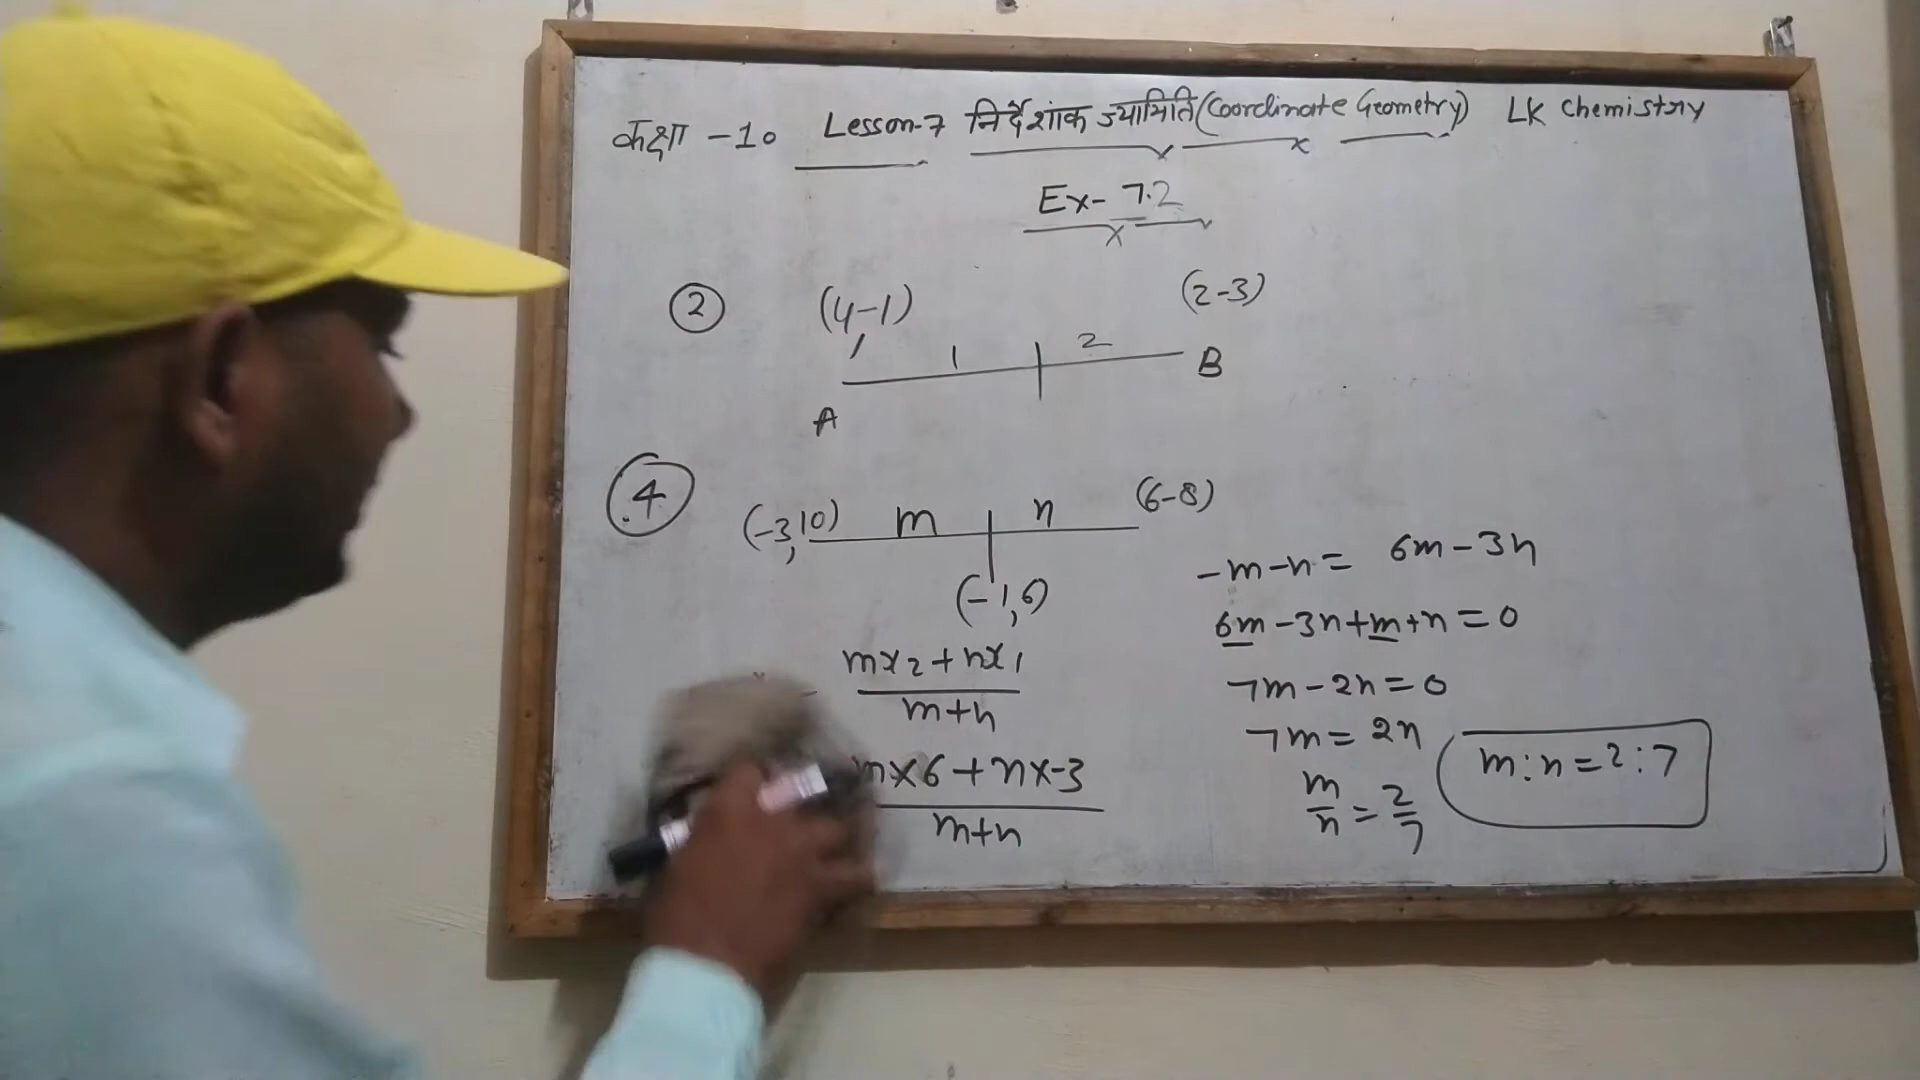 कक्षा -10 Lesson-7 निर्देशांक ज्यामिति (Coordinate Geometry) LK Chemistry
Ex- 7.2
② (4,-1) (2-3)
1 2
A B
④ (-3,10) m n (6-8)
(-1,6)
mx₂+nx₁
m+n
mx6+nx-3
m+n
-m-n= 6m-3n
6m-3n+m+n=0
7m-2n=0
7m=2n
m/n=2/7
m:n=2:7